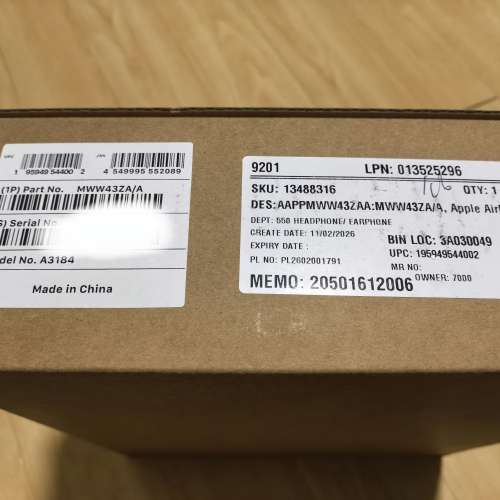 UPC
JAN
1 95949 54400 2
4 549995 552089
(1P) Part No. MWW43ZA/A
S) Serial No.
del No. A3184
Made in China
9201 LPN: 013525296
SKU: 13488316 QTY: 1
DES:AAPPMWW43ZAA:MWW43ZA/A, Apple Air
DEPT: 550 HEADPHONE/ EARPHONE
CREATE DATE: 11/02/2026 BIN LOC: 3A030049
EXPIRY DATE : UPC: 195949544002
PL NO: PL2602001791 MR NO:
OWNER: 7000
MEMO: 20501612006